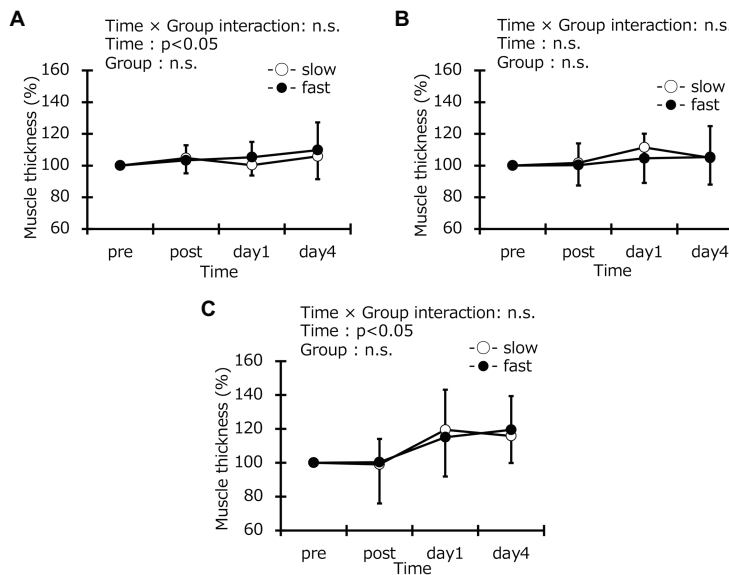 A
Time × Group interaction: n.s.
Time : p<0.05
Group : n.s.
slow
fast
Muscle thickness (%)
160
140
120
100
80
60
pre post day1 day4
Time
B
Time × Group interaction: n.s.
Time : n.s.
Group : n.s.
slow
fast
Muscle thickness (%)
160
140
120
100
80
60
pre post day1 day4
Time
C
Time × Group interaction: n.s.
Time : p<0.05
Group : n.s.
slow
fast
Muscle thickness (%)
160
140
120
100
80
60
pre post day1 day4
Time